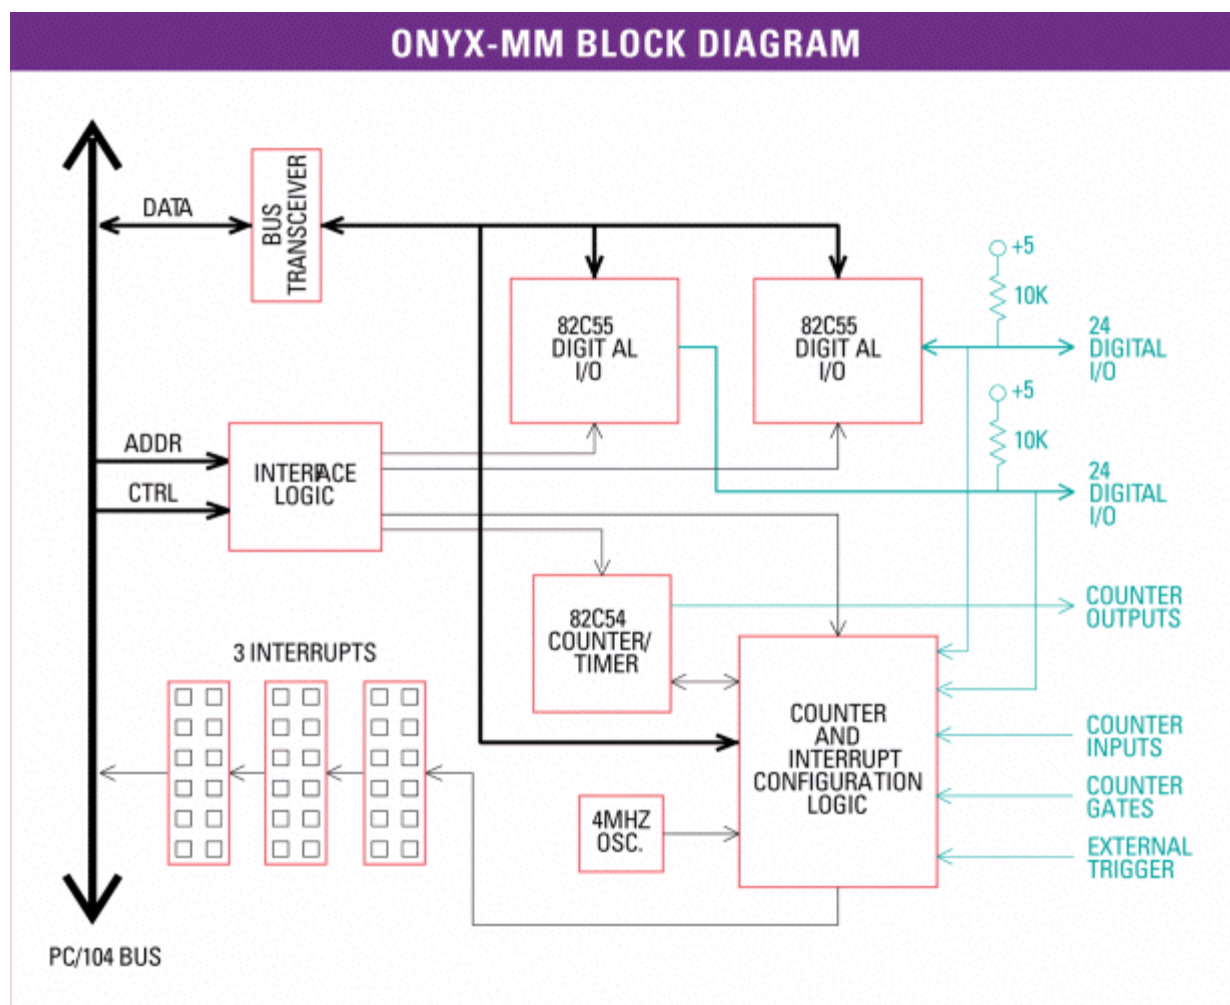 ONYX-MM BLOCK DIAGRAM
DATA
BUS
TRANSCEIVER
+5
10K
82C55
DIGIT AL
I/O
82C55
DIGIT AL
I/O
24
DIGITAL
I/O
+5
10K
ADDR
CTRL
INTERFACE
LOGIC
24
DIGITAL
I/O
82C54
COUNTER/
TIMER
COUNTER
OUTPUTS
3 INTERRUPTS
COUNTER
AND
INTERRUPT
CONFIGURATION
LOGIC
COUNTER
INPUTS
COUNTER
GATES
4MHZ
OSC.
EXTERNAL
TRIGGER
PC/104 BUS